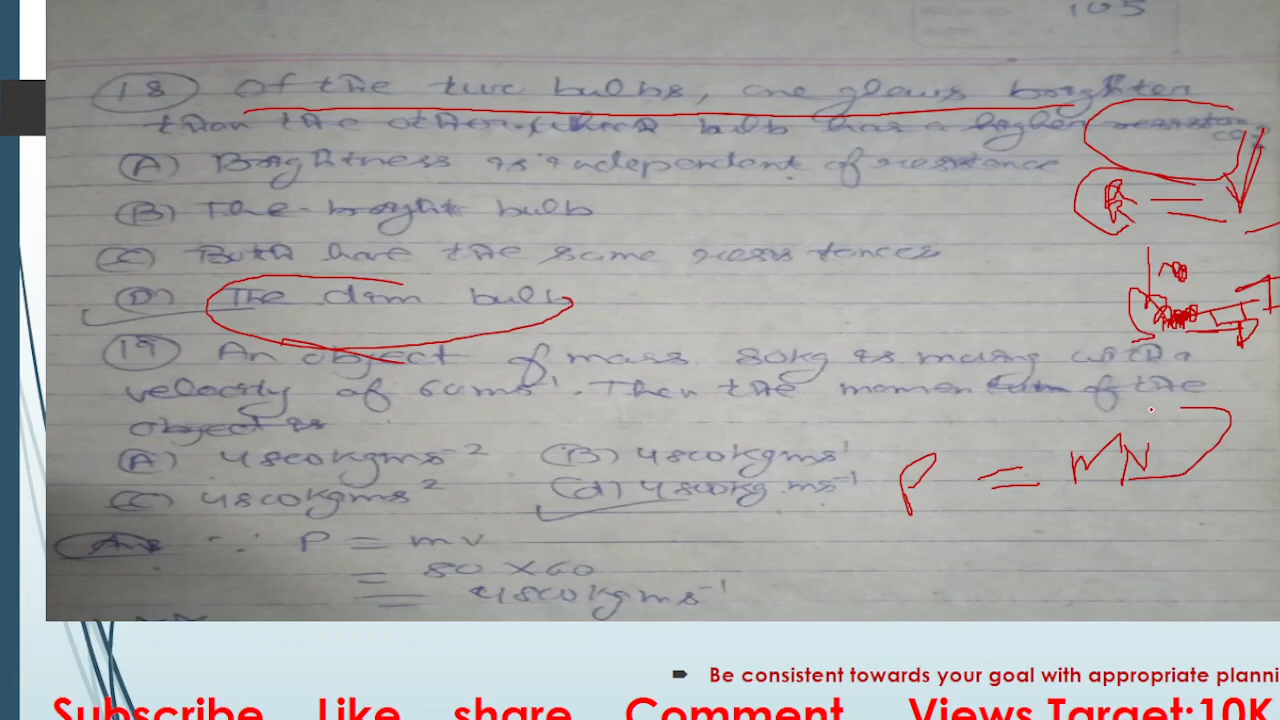 105
(18) Of the two bulbs, one glows brighter
than the other. which bulb has a higher resistance
(A) Brightness is independent of resistance
(B) The bright bulb
(C) Both have the same resistances
(D) The dim bulb
(19) An object of mass 80kg is moving with a
velocity of 60ms⁻¹. Then the momentum of the
object is
(A) 4800kgms⁻² (B) 4800kgms¹
(C) 4800kgms² (d) 4800kg ms⁻¹
P = mv
Ans ∵ P = mv
= 80 × 60
= 4800kgms⁻¹
Be consistent towards your goal with appropriate planni
Subscribe Like share Comment Views Target:10K